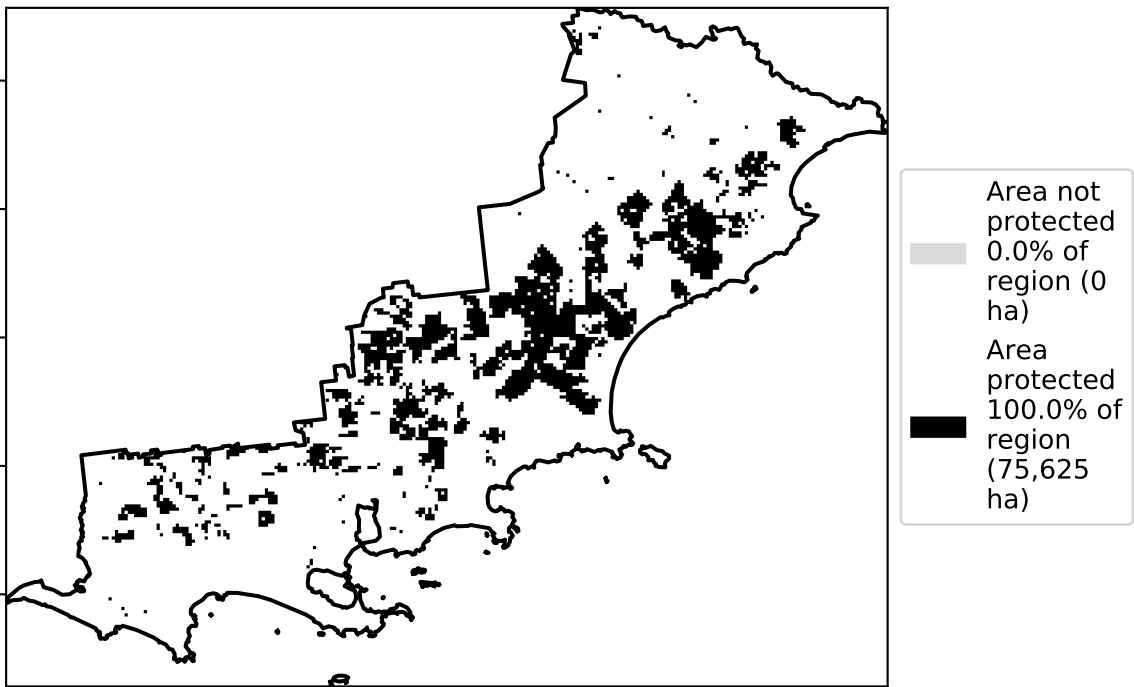 Area not
protected
0.0% of
region (0
ha)
Area
protected
100.0% of
region
(75,625
ha)